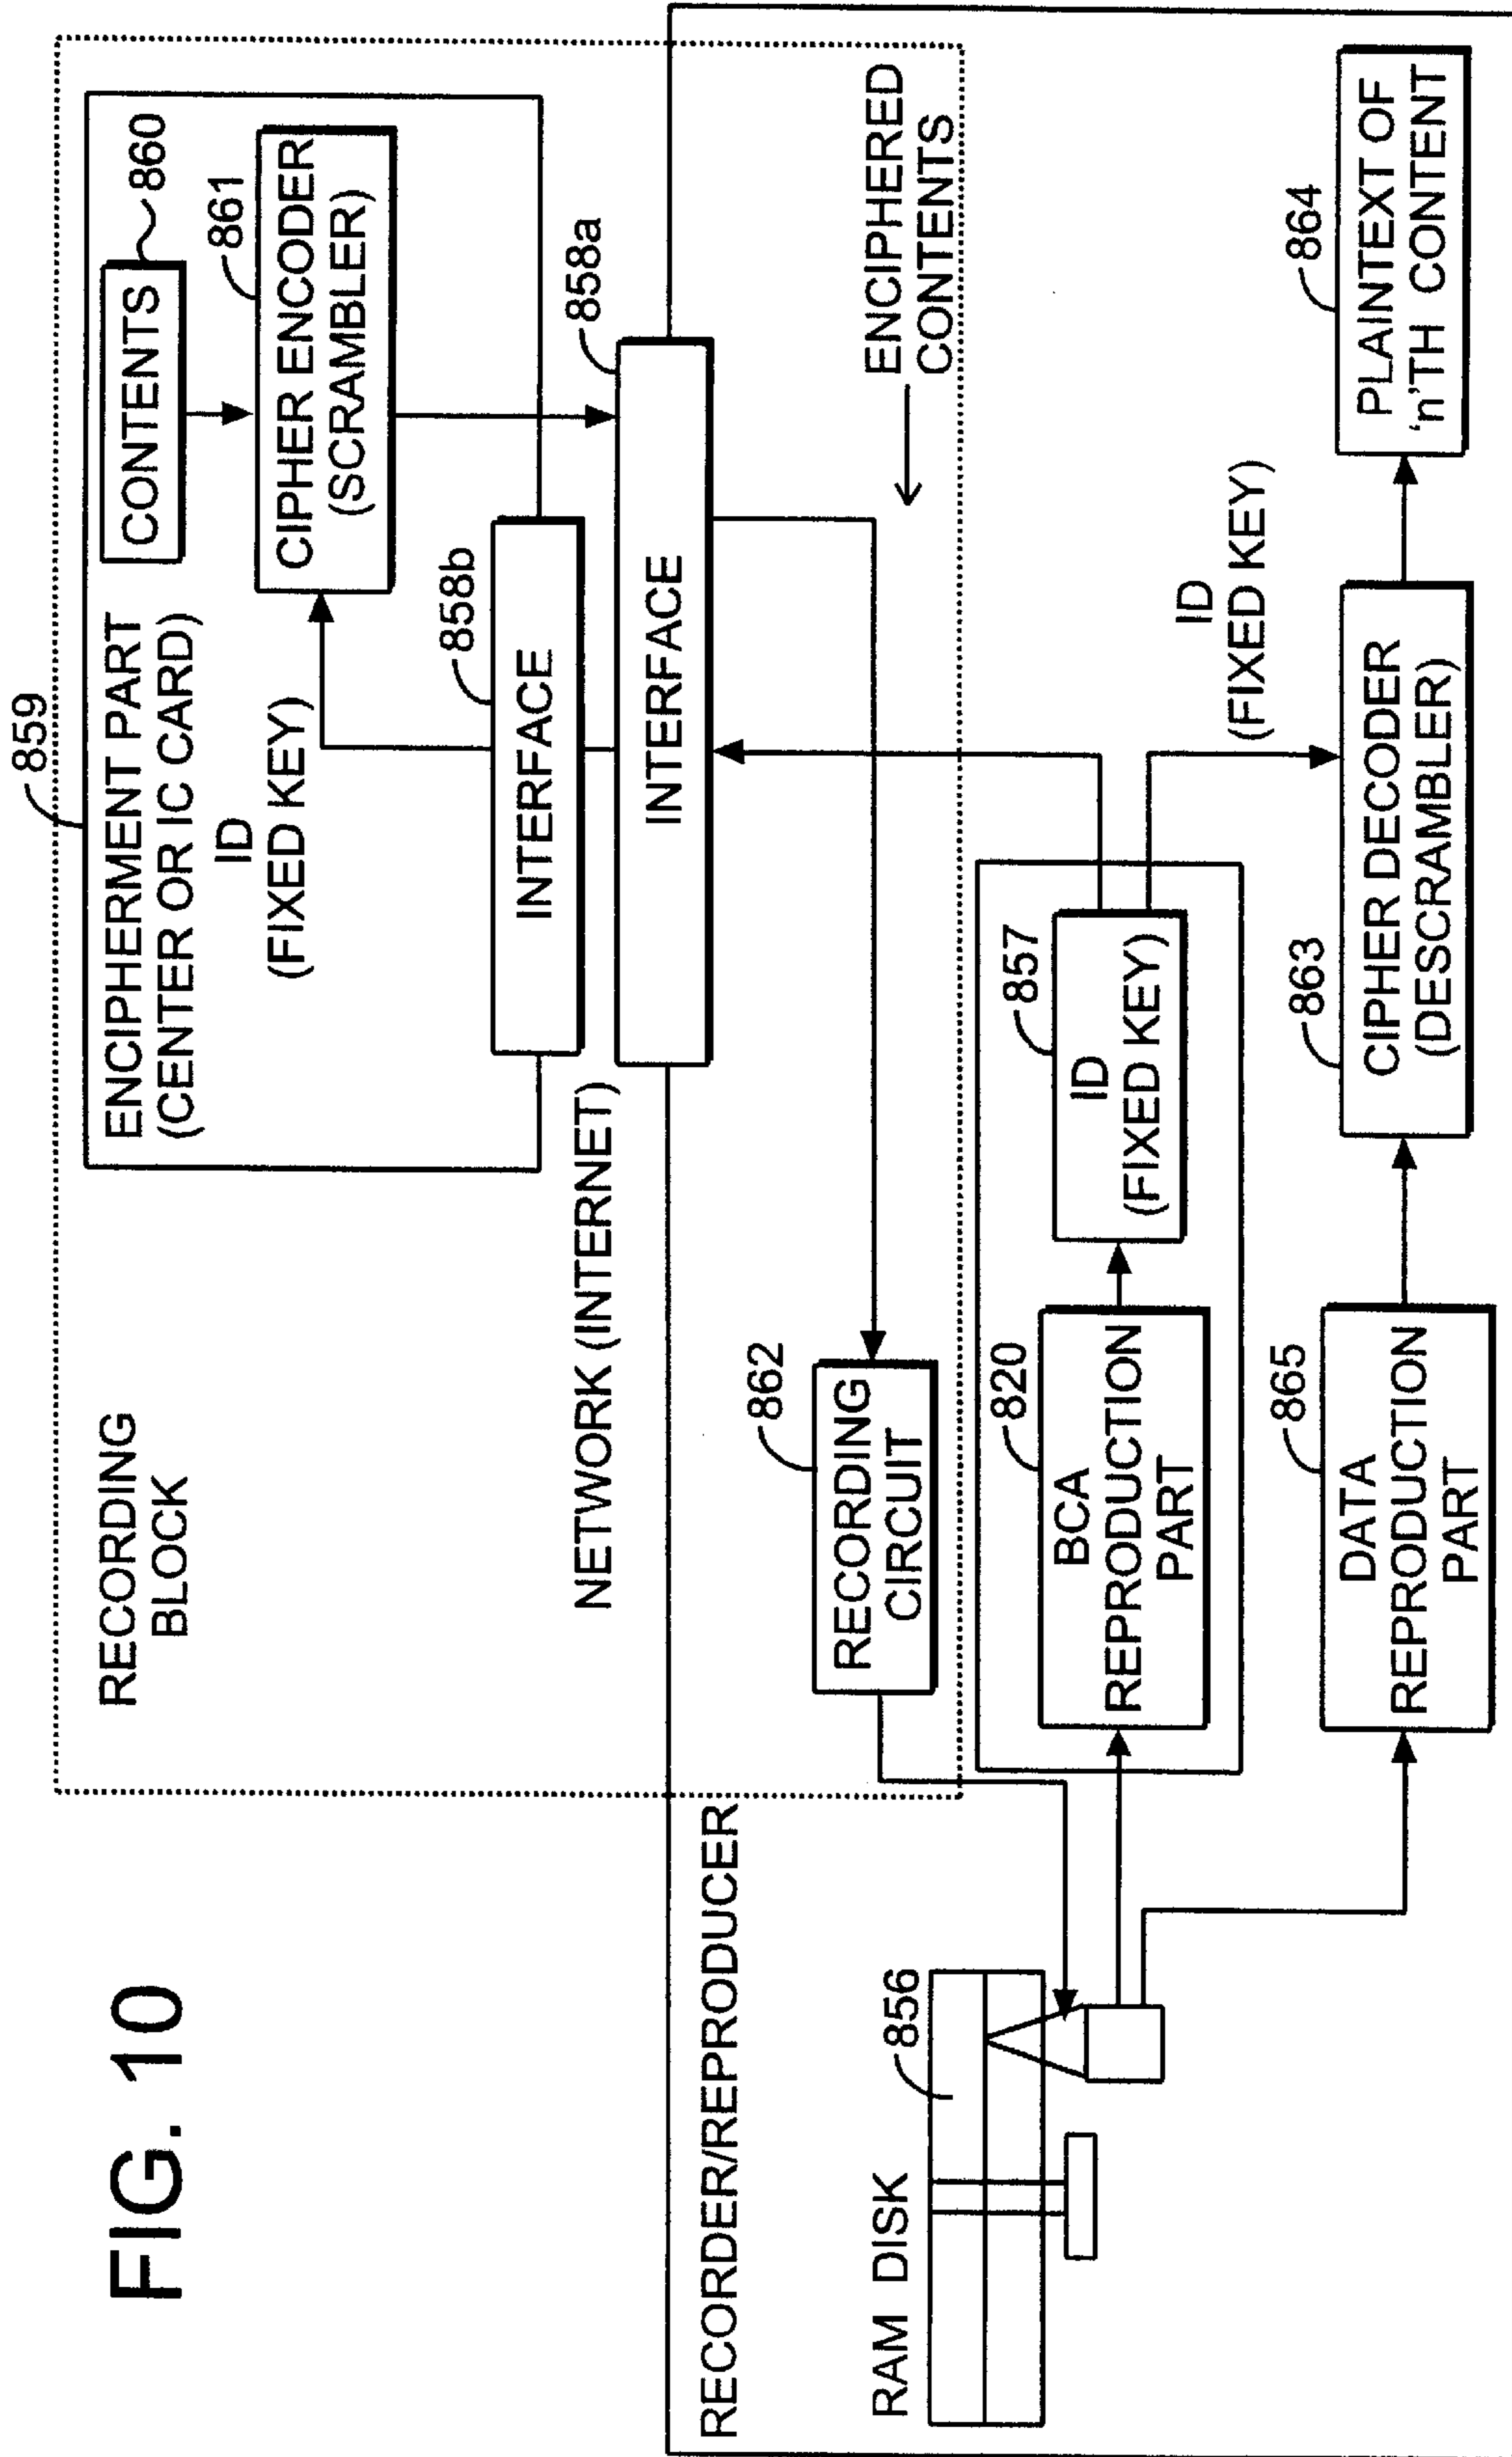 FIG. 10
RECORDING
BLOCK
859
ENCIPHERMENT PART
(CENTER OR IC CARD)
CONTENTS
860
ID
(FIXED KEY)
861
CIPHER ENCODER
(SCRAMBLER)
858b
INTERFACE
NETWORK (INTERNET)
858a
INTERFACE
RECORDER/REPRODUCER
862
RECORDING
CIRCUIT
ENCIPHERED
CONTENTS
RAM DISK
856
820
BCA
REPRODUCTION
PART
857
ID
(FIXED KEY)
ID
(FIXED KEY)
865
DATA
REPRODUCTION
PART
863
CIPHER DECODER
(DESCRAMBLER)
864
PLAINTEXT OF
'n'TH CONTENT